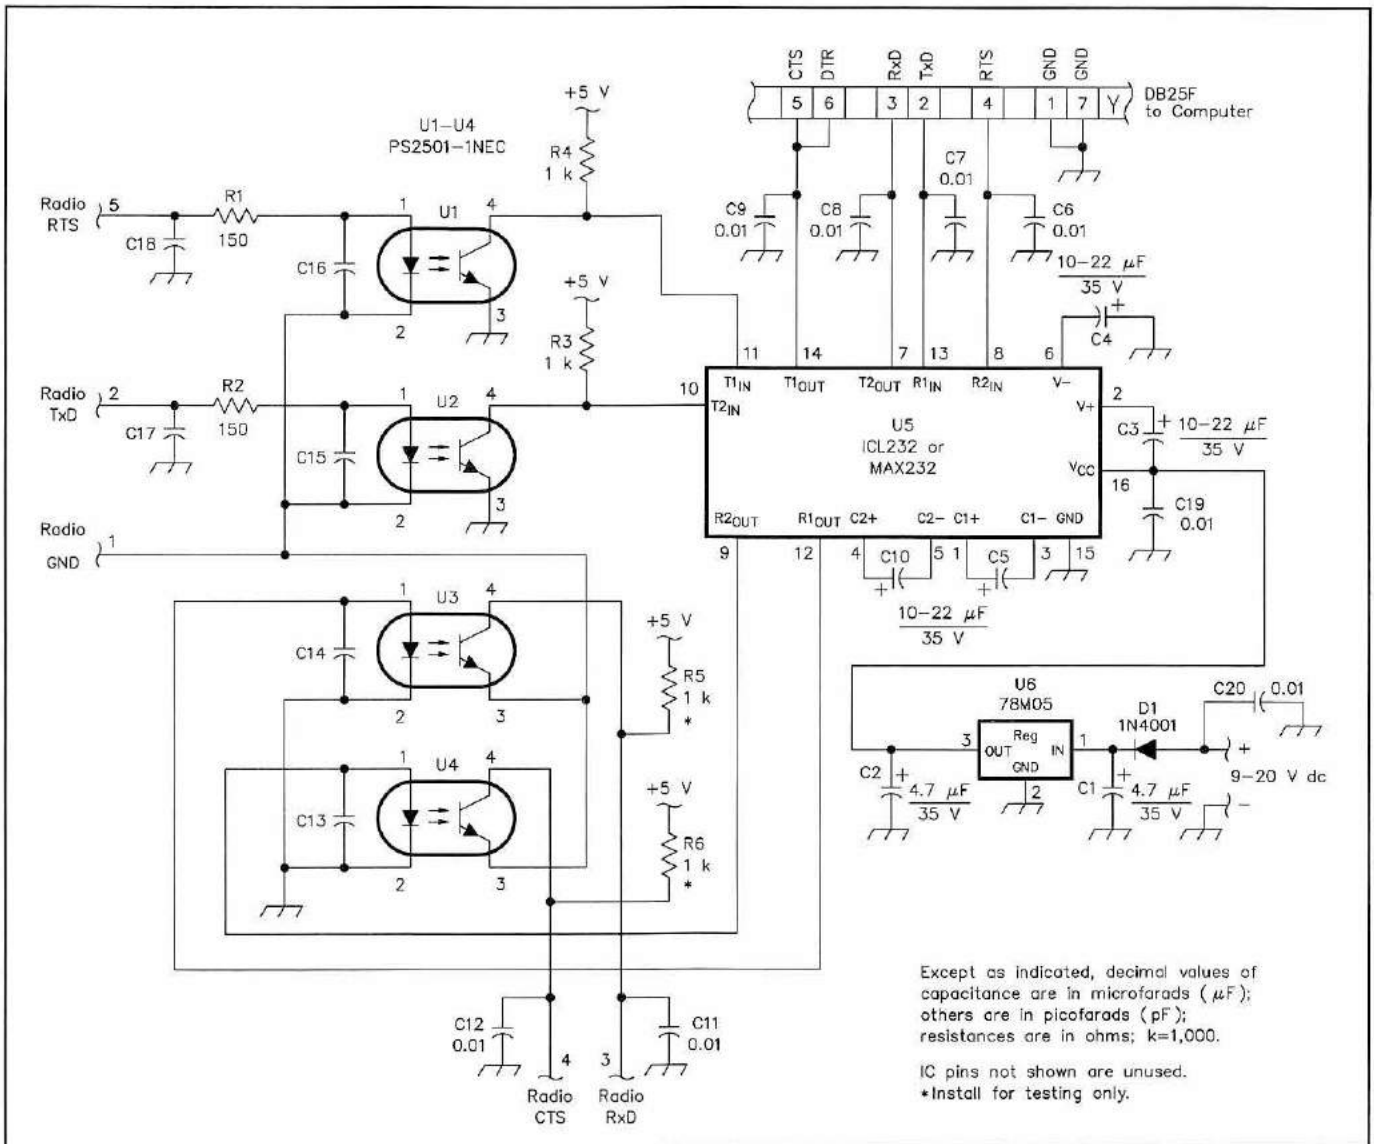 CTS
DTR
RxD
TxD
RTS
GND
GND
5
6
3
2
4
1
7
Y
DB25F
to Computer
+5 V
U1-U4
PS2501-1NEC
R4
1 k
C7
0.01
Radio
RTS
5
R1
150
C18
C16
1
U1
4
2
3
C9
0.01
C8
0.01
C6
0.01
10-22 µF
35 V
+
C4
+5 V
R3
1 k
11
14
7
13
8
6
10
T1IN
T1OUT
T2OUT
R1IN
R2IN
V-
T2IN
V+
2
Radio
TxD
2
R2
150
C17
C15
1
U2
4
2
3
U5
ICL232 or
MAX232
C3
+
10-22 µF
35 V
VCC
16
C19
0.01
R2OUT
R1OUT
C2+
C2-
C1+
C1-
GND
9
12
4
C10
5
1
C5
3
15
+
+
10-22 µF
35 V
Radio
GND
1
1
U3
4
C14
2
3
+5 V
R5
1 k
*
U6
78M05
3
Reg
OUT
IN
GND
1
2
D1
1N4001
C20
0.01
+
9-20 V dc
-
C2
+
4.7 µF
35 V
C1
+
4.7 µF
35 V
1
U4
4
C13
2
3
+5 V
R6
1 k
*
C12
0.01
C11
0.01
4
3
Radio
CTS
Radio
RxD
Except as indicated, decimal values of
capacitance are in microfarads (µF);
others are in picofarads (pF);
resistances are in ohms; k=1,000.
IC pins not shown are unused.
*Install for testing only.